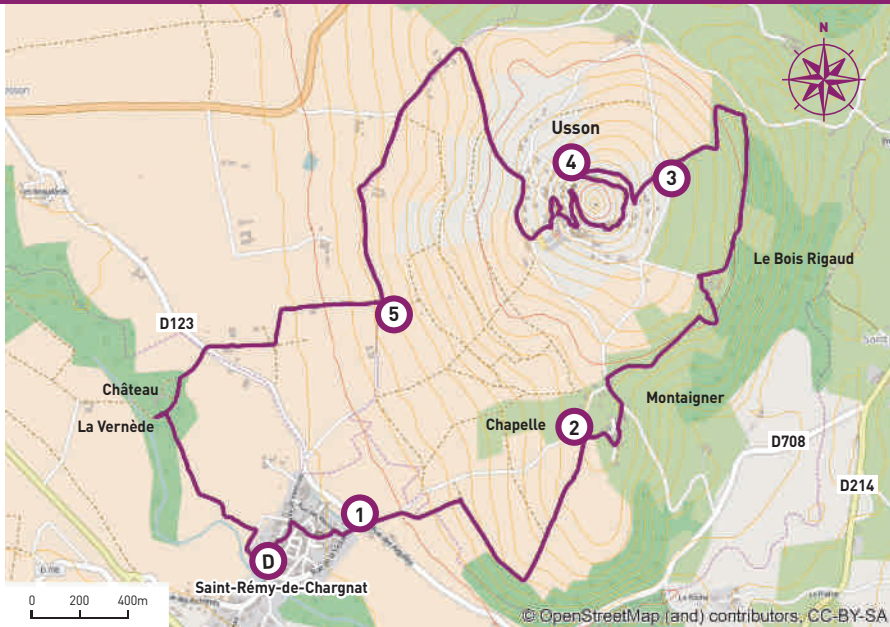 N
Usson
4
3
Le Bois Rigaud
D123
5
Château
La Vernède
Montaigner
Chapelle
2
D708
D214
1
D
Saint-Rémy-de-Chargnat
0 200 400m
© OpenStreetMap (and) contributors, CC-BY-SA